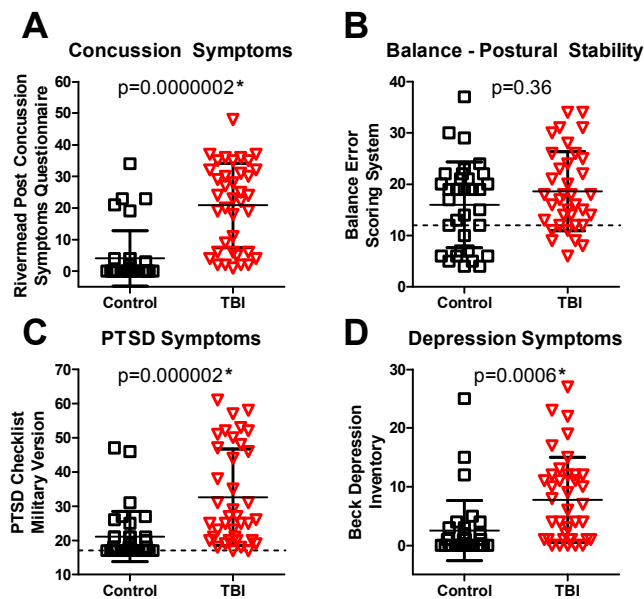 A
Concussion Symptoms
p=0.0000002*
Rivermead Post Concussion
Symptoms Questionnaire
60
50
40
30
20
10
0
Control
TBI
B
Balance - Postural Stability
p=0.36
Balance Error
Scoring System
40
30
20
10
0
Control
TBI
C
PTSD Symptoms
p=0.000002*
PTSD Checklist
Military Version
70
60
50
40
30
20
10
Control
TBI
D
Depression Symptoms
p=0.0006*
Beck Depression
Inventory
30
20
10
0
Control
TBI